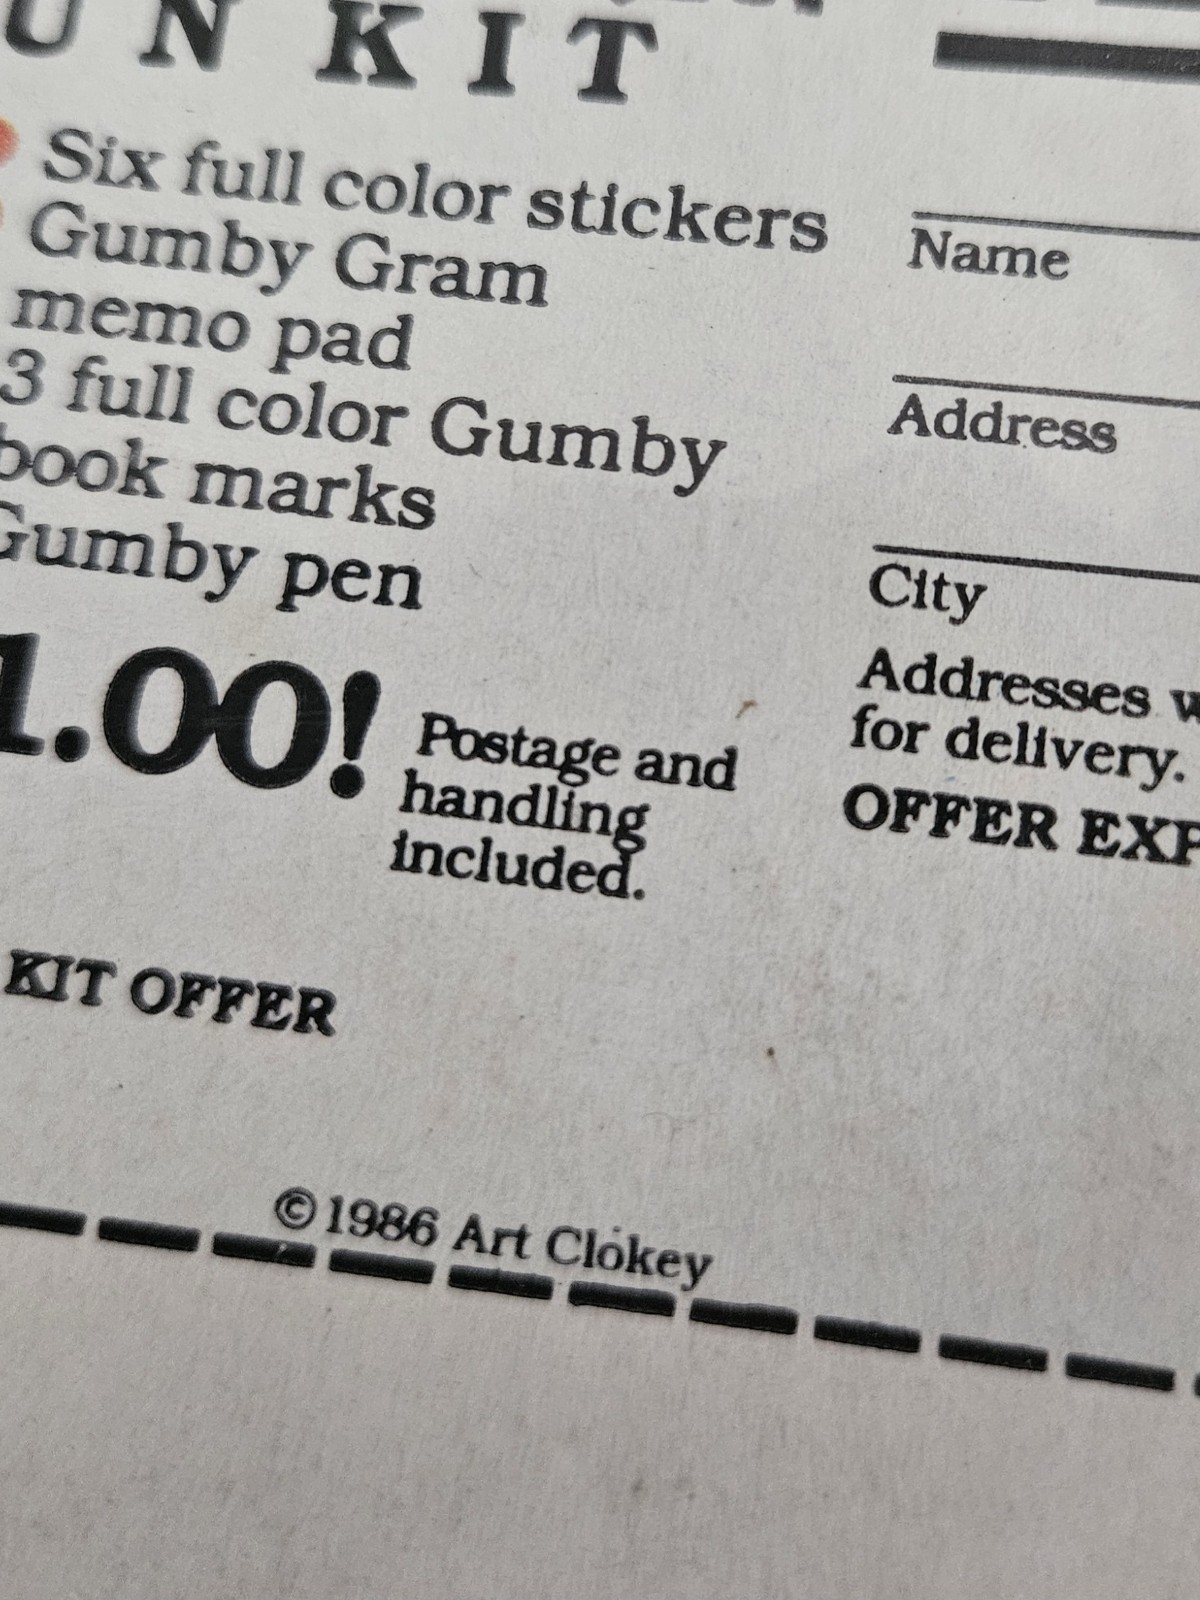 UN KIT
Six full color stickers
Gumby Gram
memo pad
3 full color Gumby
book marks
Gumby pen
1.00!
Postage and
handling
included.
KIT OFFER
©1986 Art Clokey
Name
Address
City
Addresses
for delivery.
OFFER